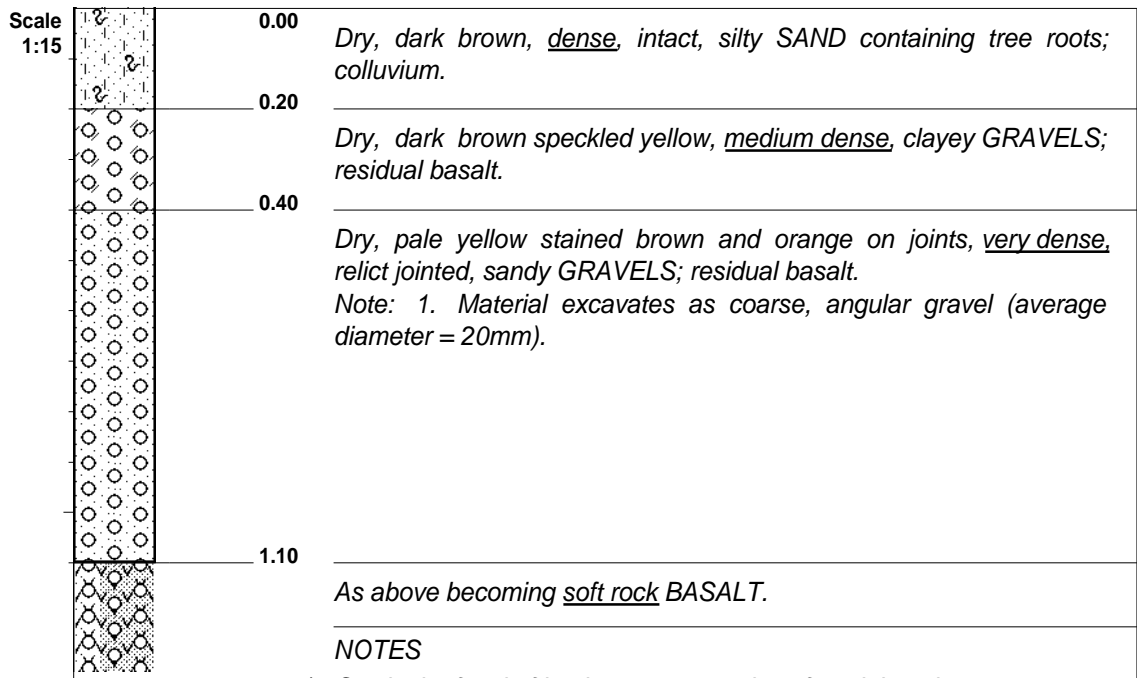 Scale
1:15
0.00
Dry, dark brown, dense, intact, silty SAND containing tree roots;
colluvium.
0.20
Dry, dark brown speckled yellow, medium dense, clayey GRAVELS;
residual basalt.
0.40
Dry, pale yellow stained brown and orange on joints, very dense,
relict jointed, sandy GRAVELS; residual basalt.
Note: 1. Material excavates as coarse, angular gravel (average
diameter = 20mm).
1.10
As above becoming soft rock BASALT.
NOTES